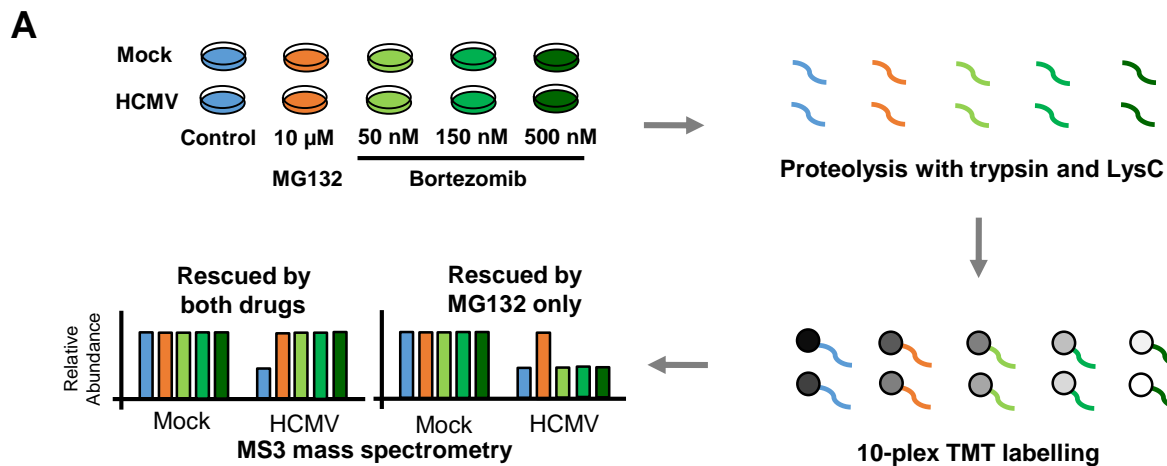 A
Mock
HCMV
Control 10 µM 50 nM 150 nM 500 nM
MG132 Bortezomib
Proteolysis with trypsin and LysC
10-plex TMT labelling
Rescued by
both drugs
Rescued by
MG132 only
Relative
Abundance
Mock HCMV Mock HCMV
MS3 mass spectrometry